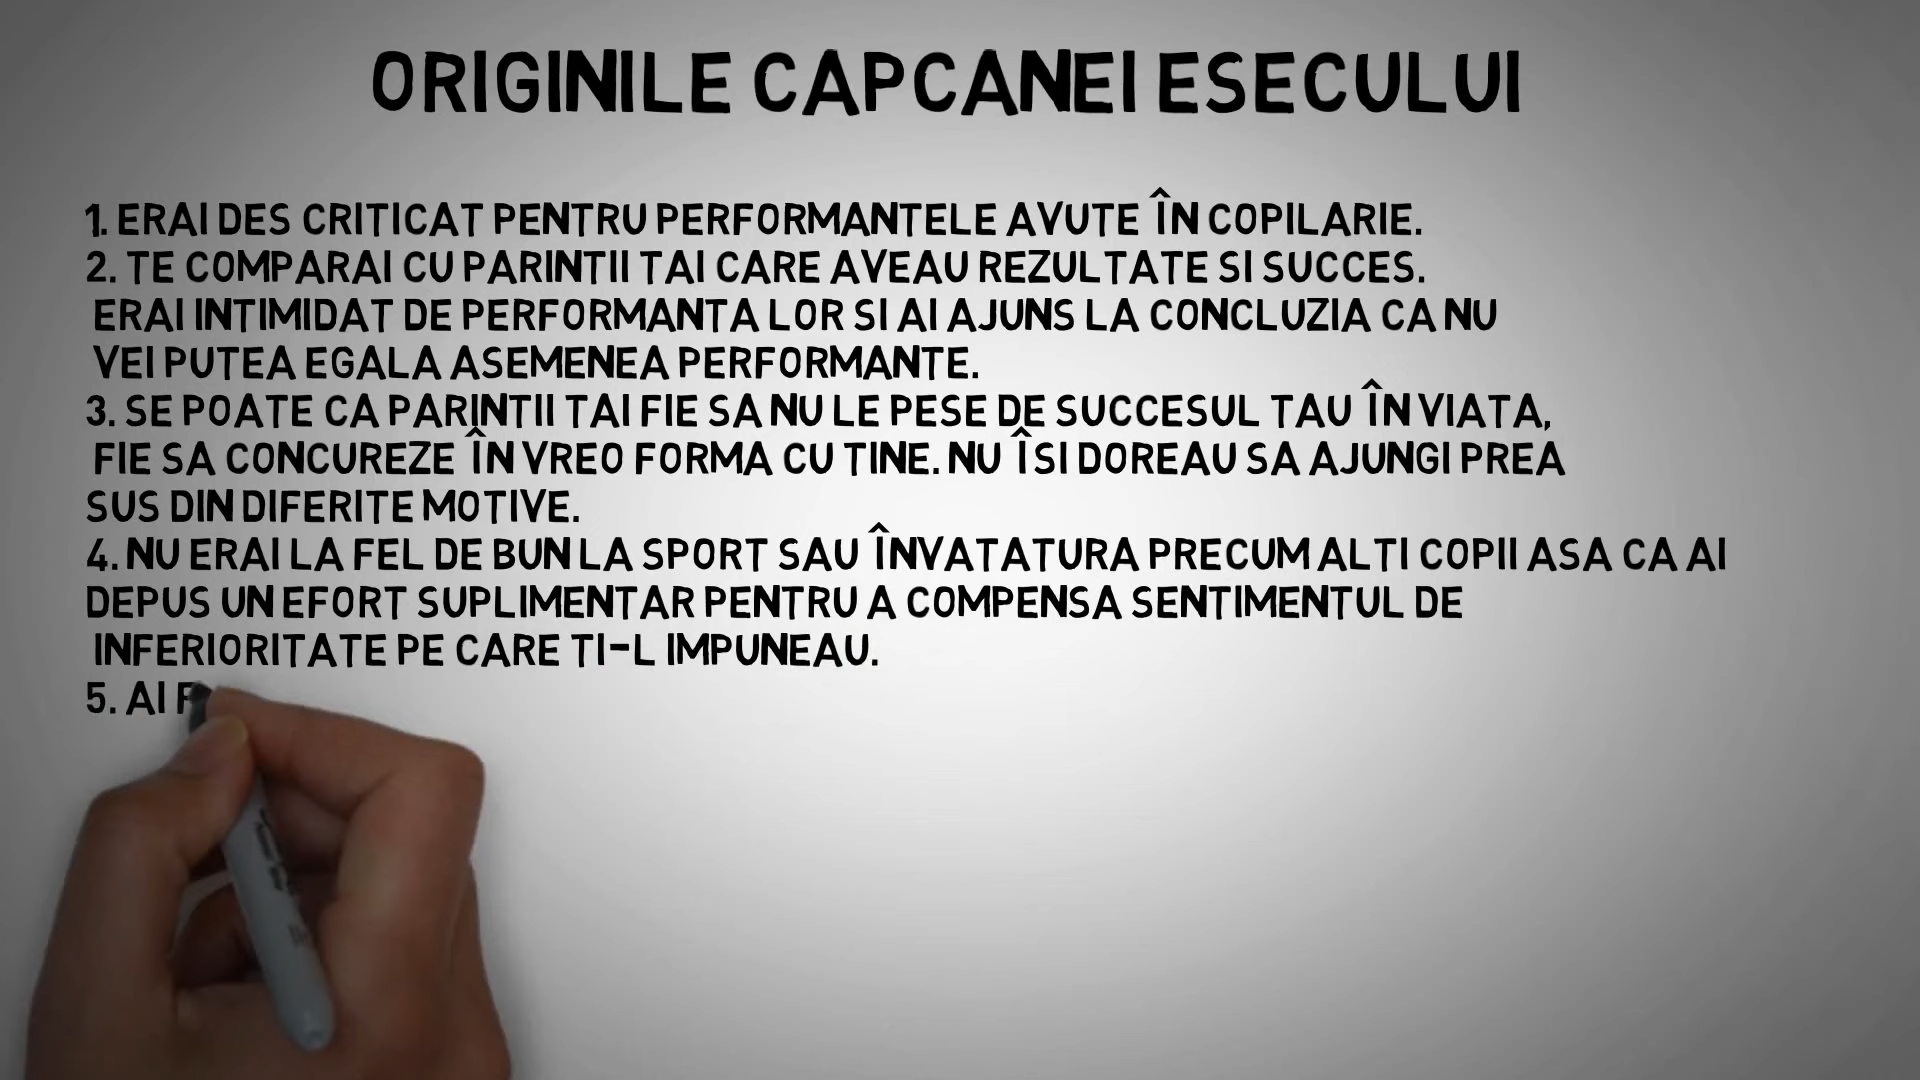 ORIGINILE CAPCANEI ESECULUI
1. ERAI DES CRITICAT PENTRU PERFORMANTELE AVUTE ÎN COPILARIE.
2. TE COMPARAI CU PARINTII TAI CARE AVEAU REZULTATE SI SUCCES.
ERAI INTIMIDAT DE PERFORMANTA LOR SI AI AJUNS LA CONCLUZIA CA NU
VEI PUTEA EGALA ASEMENEA PERFORMANTE.
3. SE POATE CA PARINTII TAI FIE SA NU LE PESE DE SUCCESUL TAU ÎN VIATA,
FIE SA CONCUREZE ÎN VREO FORMA CU TINE. NU ÎSI DOREAU SA AJUNGI PREA
SUS DIN DIFERITE MOTIVE.
4. NU ERAI LA FEL DE BUN LA SPORT SAU ÎNVATATURA PRECUM ALTI COPII ASA CA AI
DEPUS UN EFORT SUPLIMENTAR PENTRU A COMPENSA SENTIMENTUL DE
INFERIORITATE PE CARE TI-L IMPUNEAU.
5. AI